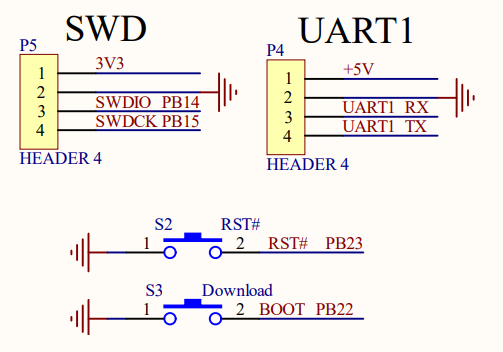 SWD
UART1
P5
1 3V3
2
3 SWDIO PB14
4 SWDCK PB15
HEADER 4
P4
1 +5V
2
3 UART1 RX
4 UART1 TX
HEADER 4
S2 RST#
1 2 RST# PB23
S3 Download
1 2 BOOT PB22